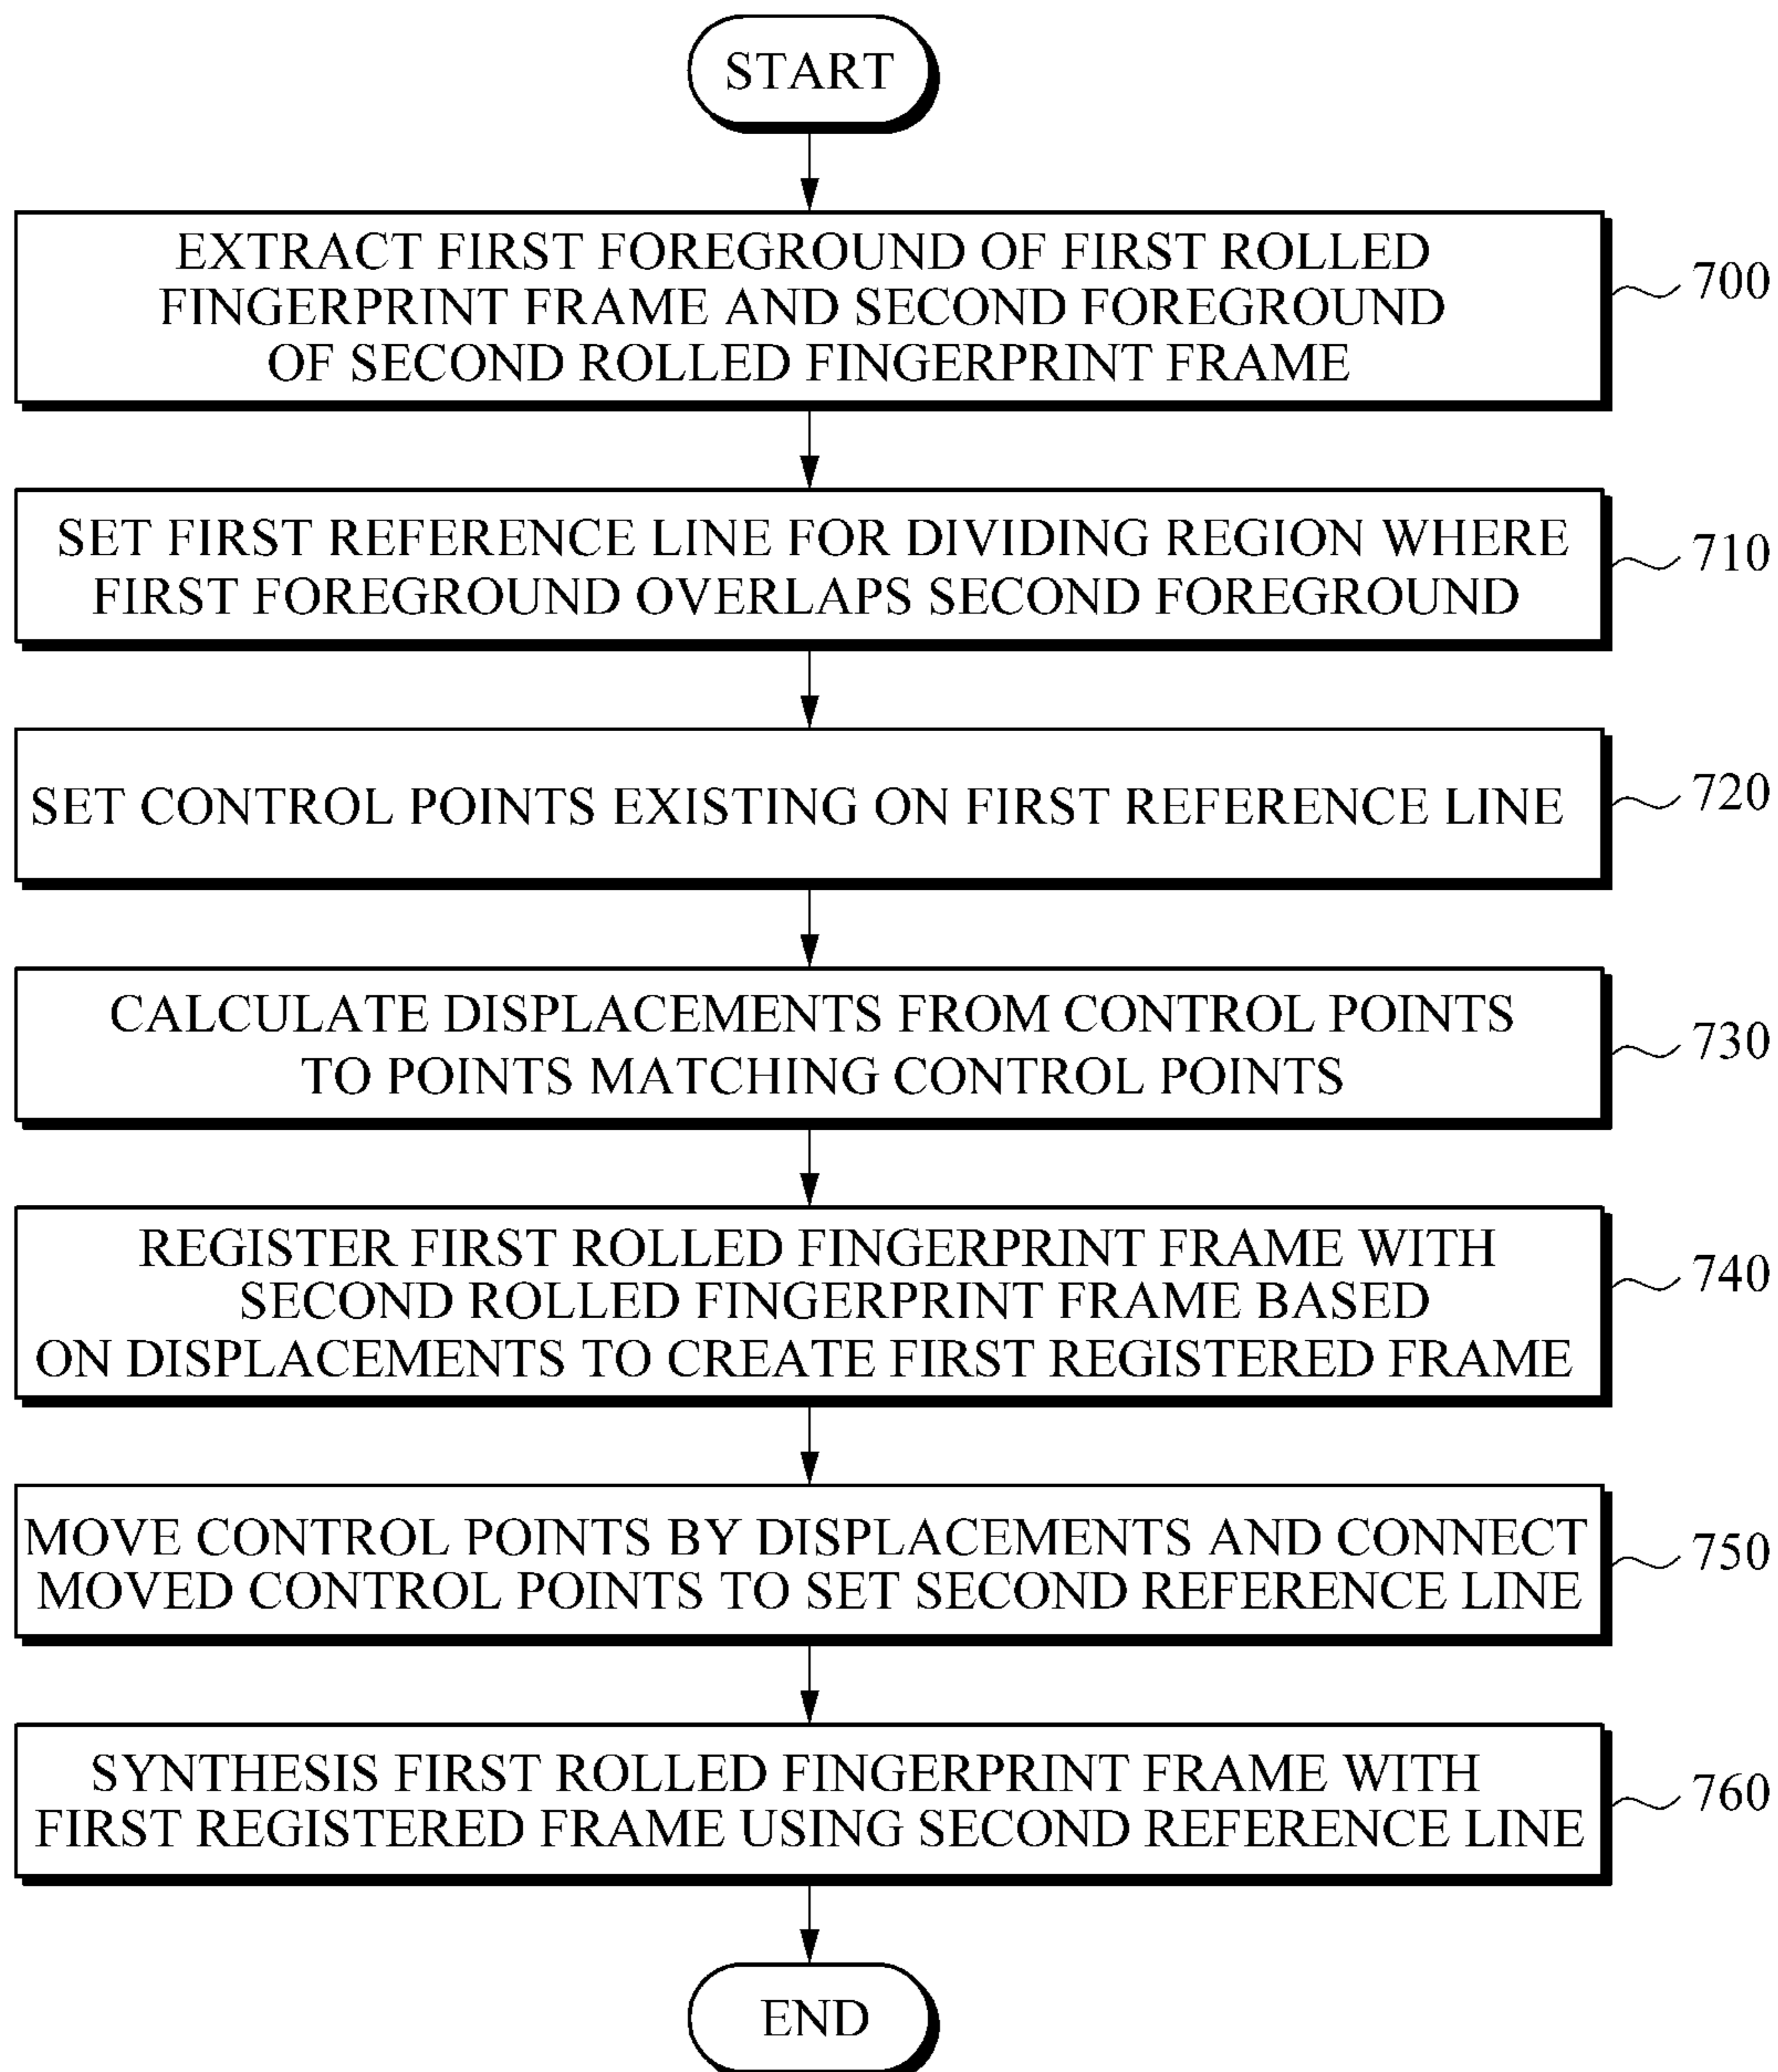 START
EXTRACT FIRST FOREGROUND OF FIRST ROLLED
FINGERPRINT FRAME AND SECOND FOREGROUND
OF SECOND ROLLED FINGERPRINT FRAME
700
SET FIRST REFERENCE LINE FOR DIVIDING REGION WHERE
FIRST FOREGROUND OVERLAPS SECOND FOREGROUND
710
SET CONTROL POINTS EXISTING ON FIRST REFERENCE LINE
720
CALCULATE DISPLACEMENTS FROM CONTROL POINTS
TO POINTS MATCHING CONTROL POINTS
730
REGISTER FIRST ROLLED FINGERPRINT FRAME WITH
SECOND ROLLED FINGERPRINT FRAME BASED
ON DISPLACEMENTS TO CREATE FIRST REGISTERED FRAME
740
MOVE CONTROL POINTS BY DISPLACEMENTS AND CONNECT
MOVED CONTROL POINTS TO SET SECOND REFERENCE LINE
750
SYNTHESIS FIRST ROLLED FINGERPRINT FRAME WITH
FIRST REGISTERED FRAME USING SECOND REFERENCE LINE
760
END